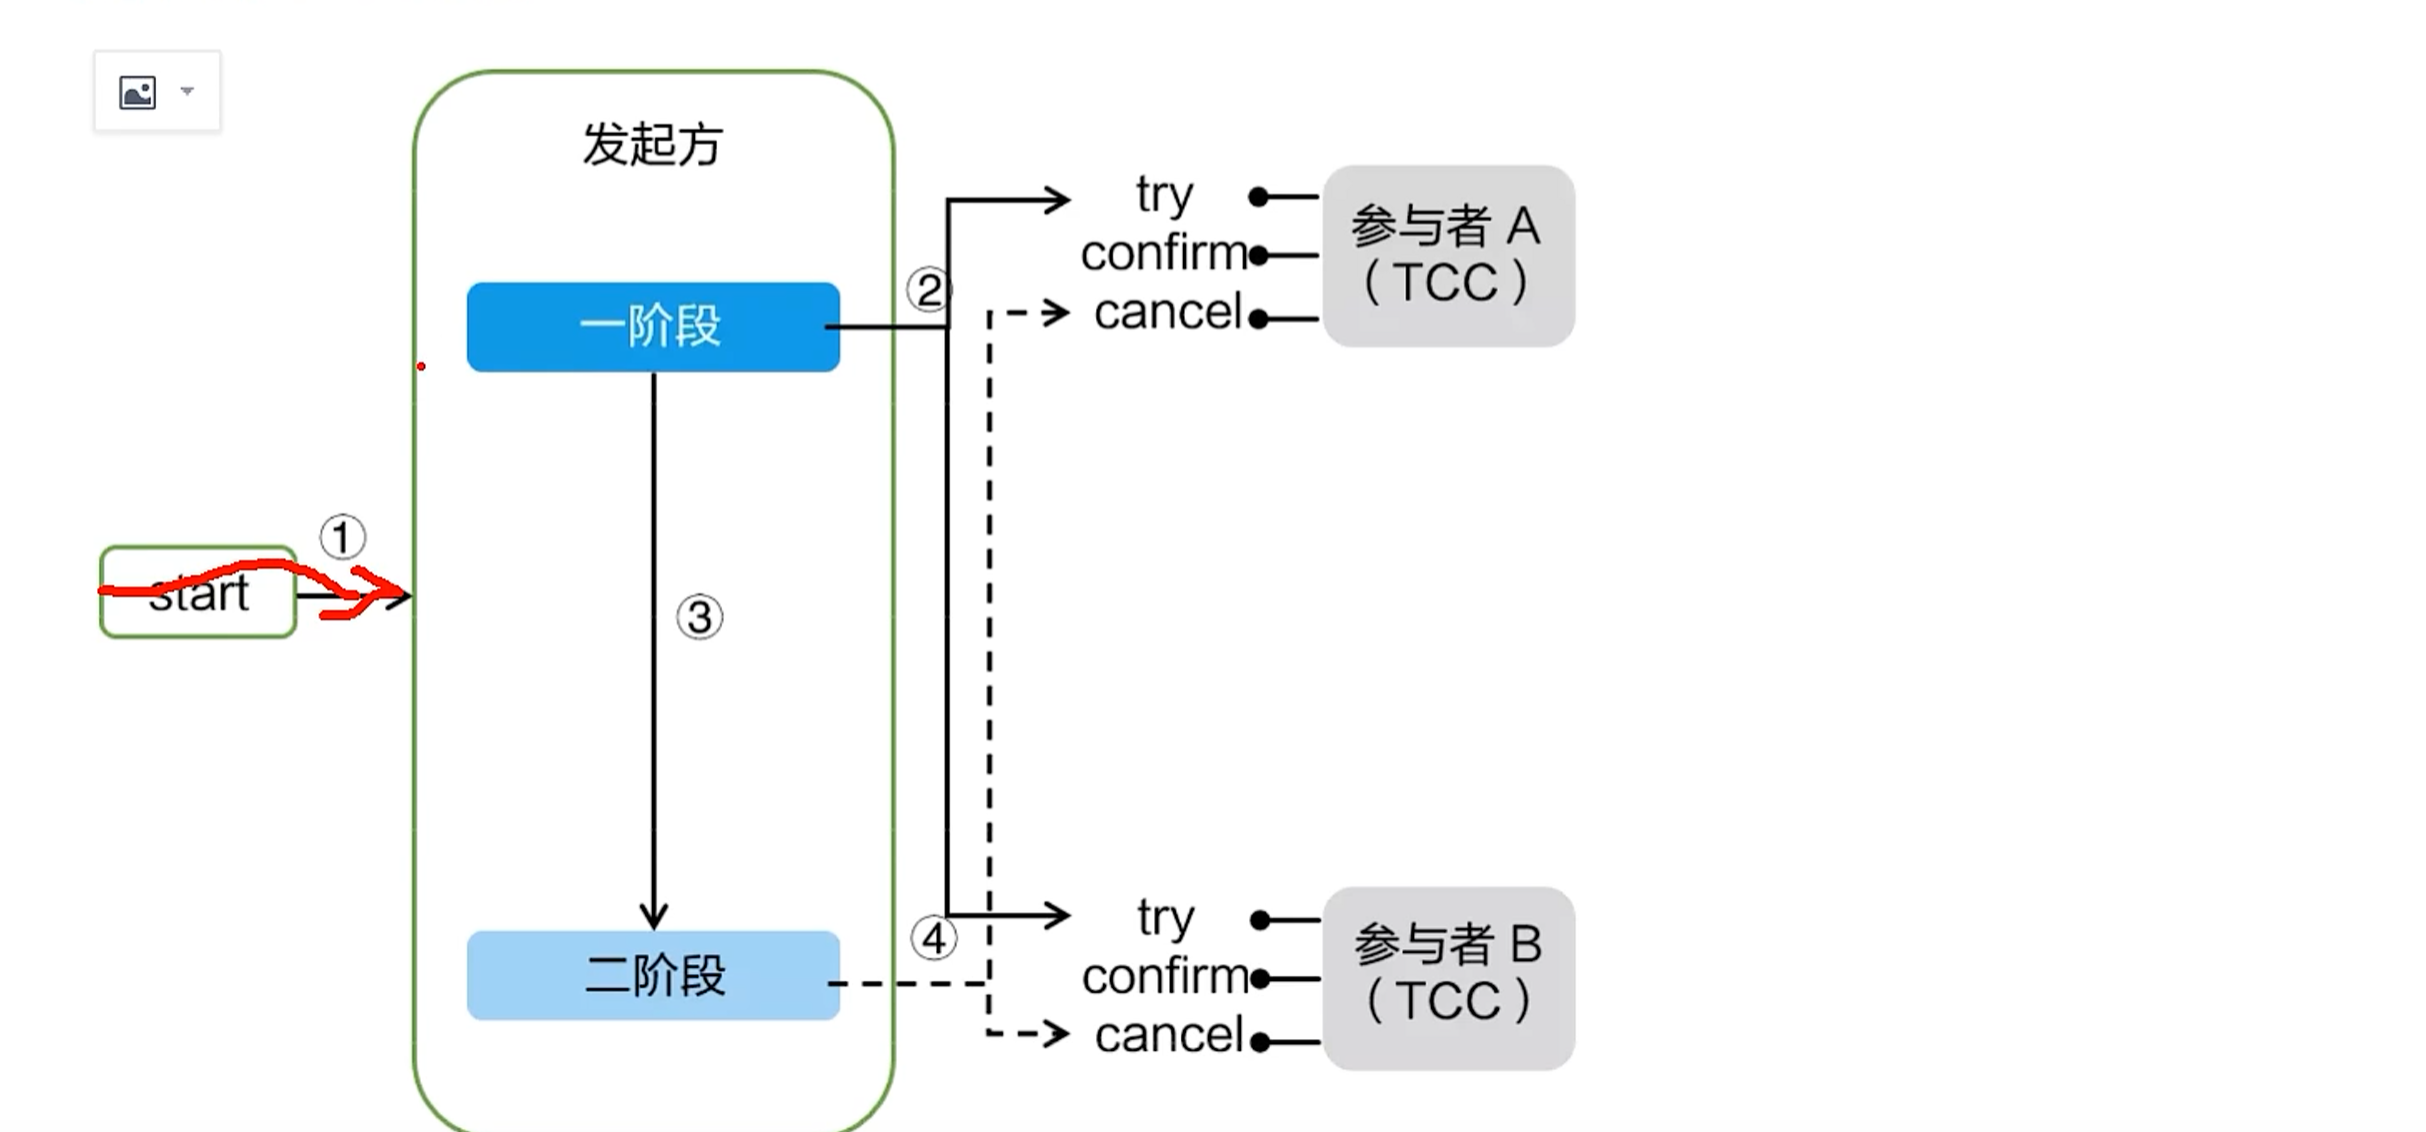 发起方
一阶段
②
try
confirm
cancel
参与者 A
（TCC）
①
start
③
二阶段
④
try
confirm
cancel
参与者 B
（TCC）